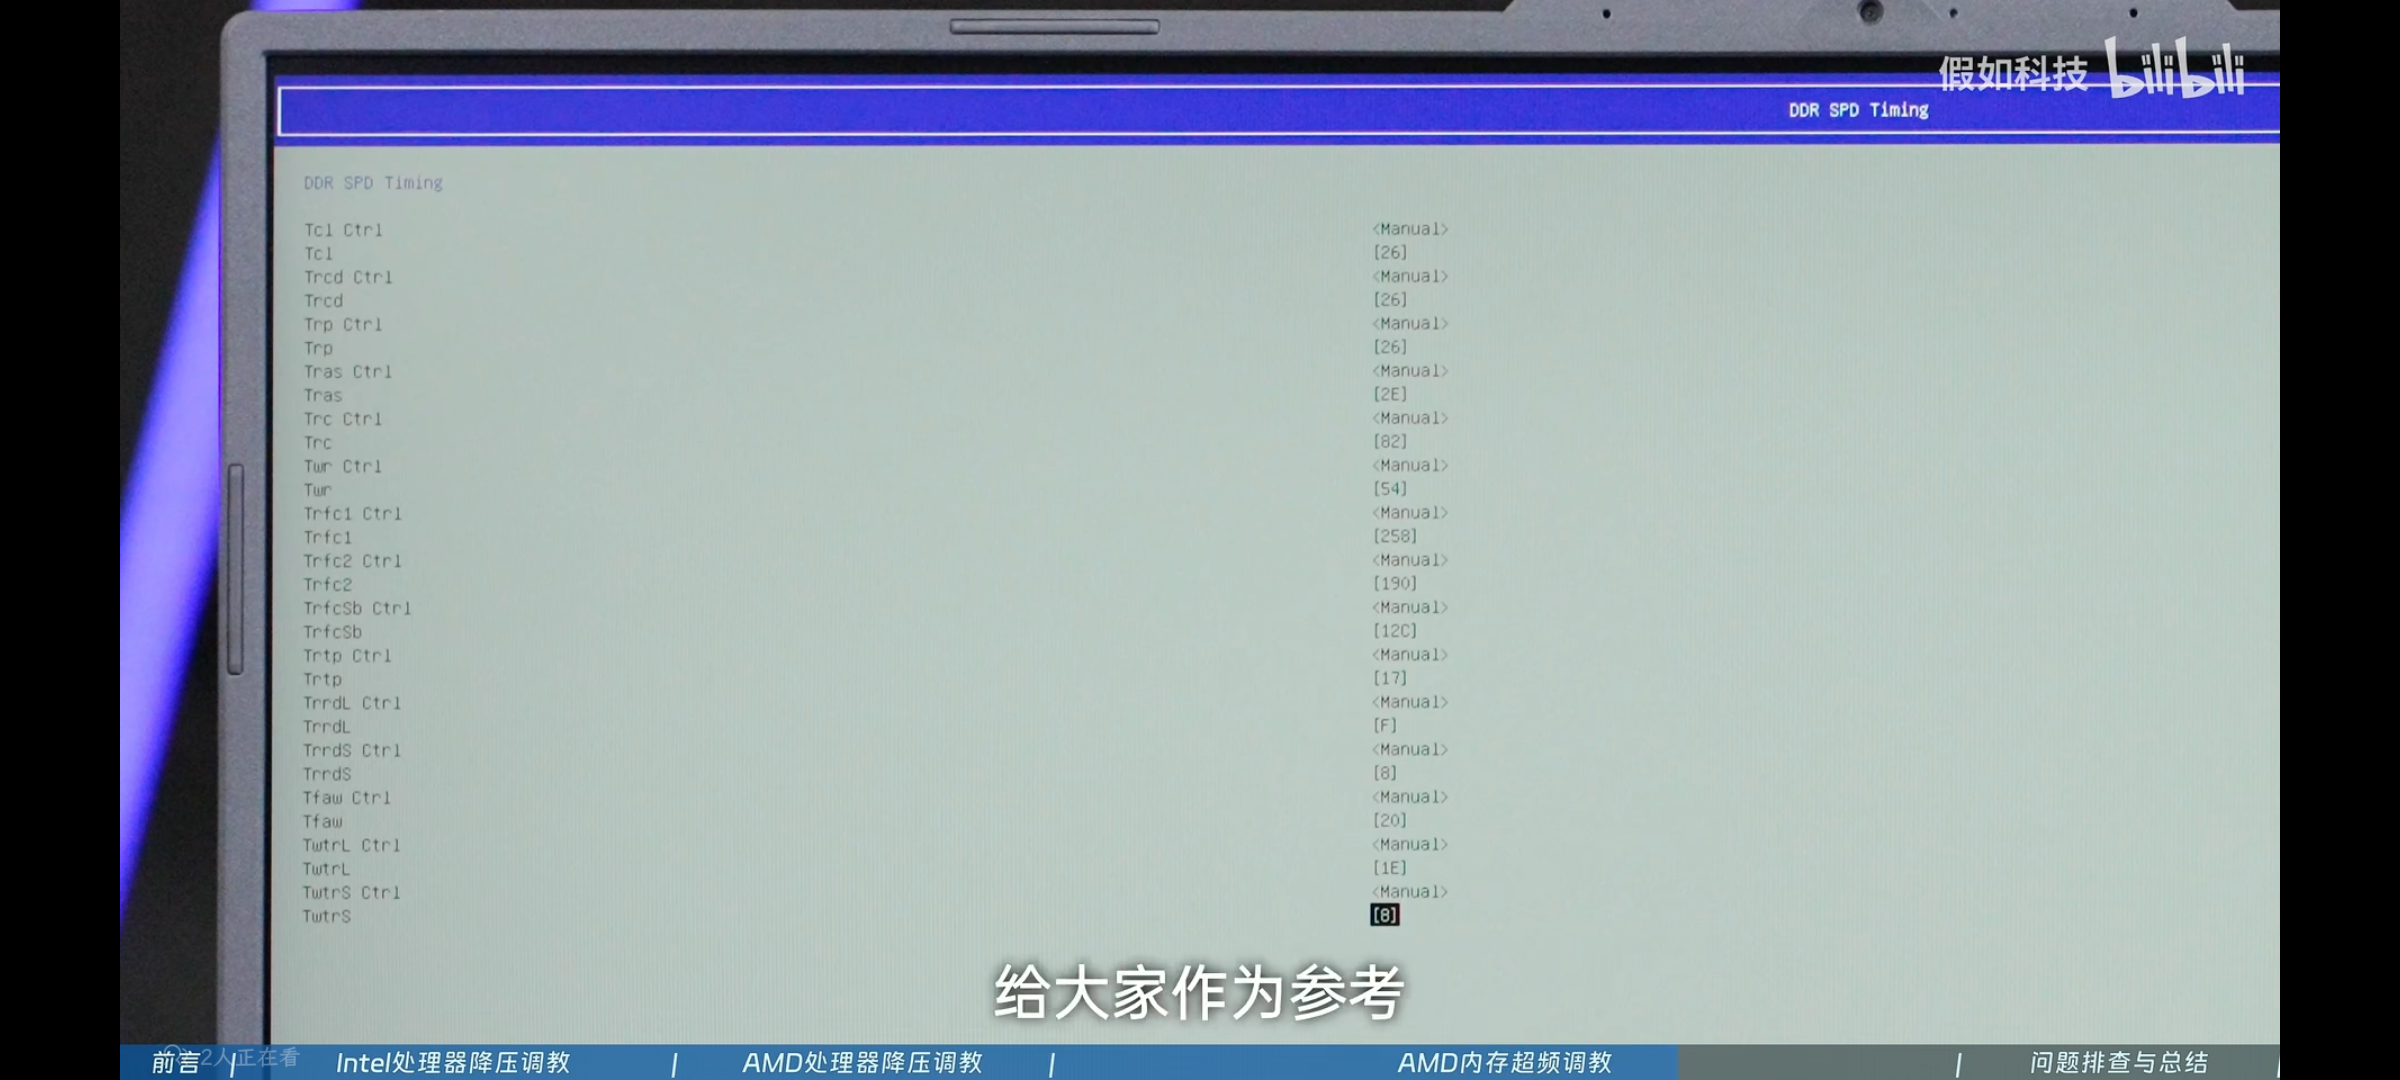 假如科技 bilibili
DDR SPD Timing
DDR SPD Timing
Tcl Ctrl <Manual>
Tcl [26]
Trcd Ctrl <Manual>
Trcd [26]
Trp Ctrl <Manual>
Trp [26]
Tras Ctrl <Manual>
Tras [2E]
Trc Ctrl <Manual>
Trc [82]
Twr Ctrl <Manual>
Twr [54]
Trfc1 Ctrl <Manual>
Trfc1 [258]
Trfc2 Ctrl <Manual>
Trfc2 [190]
TrfcSb Ctrl <Manual>
TrfcSb [12C]
Trtp Ctrl <Manual>
Trtp [17]
TrrdL Ctrl <Manual>
TrrdL [F]
TrrdS Ctrl <Manual>
TrrdS [8]
Tfaw Ctrl <Manual>
Tfaw [20]
TwtrL Ctrl <Manual>
TwtrL [1E]
TwtrS Ctrl <Manual>
TwtrS [8]
给大家作为参考
2人正在看
前言 | Intel处理器降压调教 | AMD处理器降压调教 | AMD内存超频调教 | 问题排查与总结